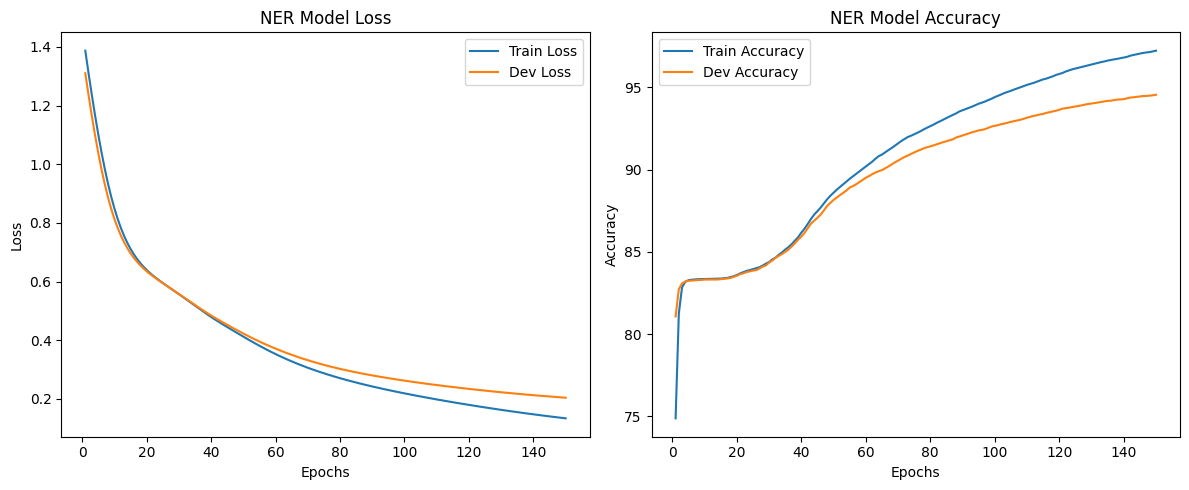 NER Model Loss
Train Loss
Dev Loss
1.4
1.2
1.0
0.8
0.6
0.4
0.2
Loss
0 20 40 60 80 100 120 140
Epochs
NER Model Accuracy
Train Accuracy
Dev Accuracy
95
90
85
80
75
Accuracy
0 20 40 60 80 100 120 140
Epochs